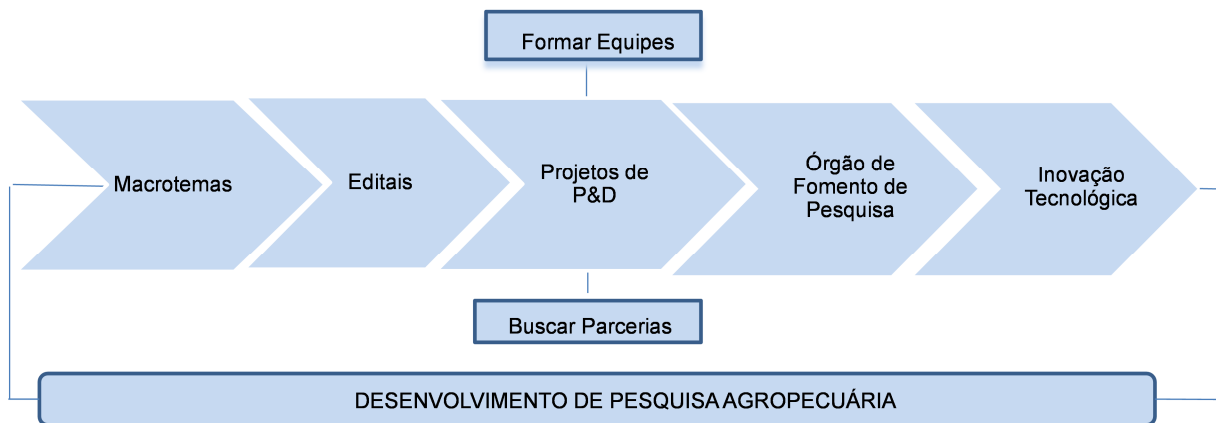 Formar Equipes
Macrotemas
Editais
Projetos de
P&D
Órgão de
Fomento de
Pesquisa
Inovação
Tecnológica
Buscar Parcerias
DESENVOLVIMENTO DE PESQUISA AGROPECUÁRIA